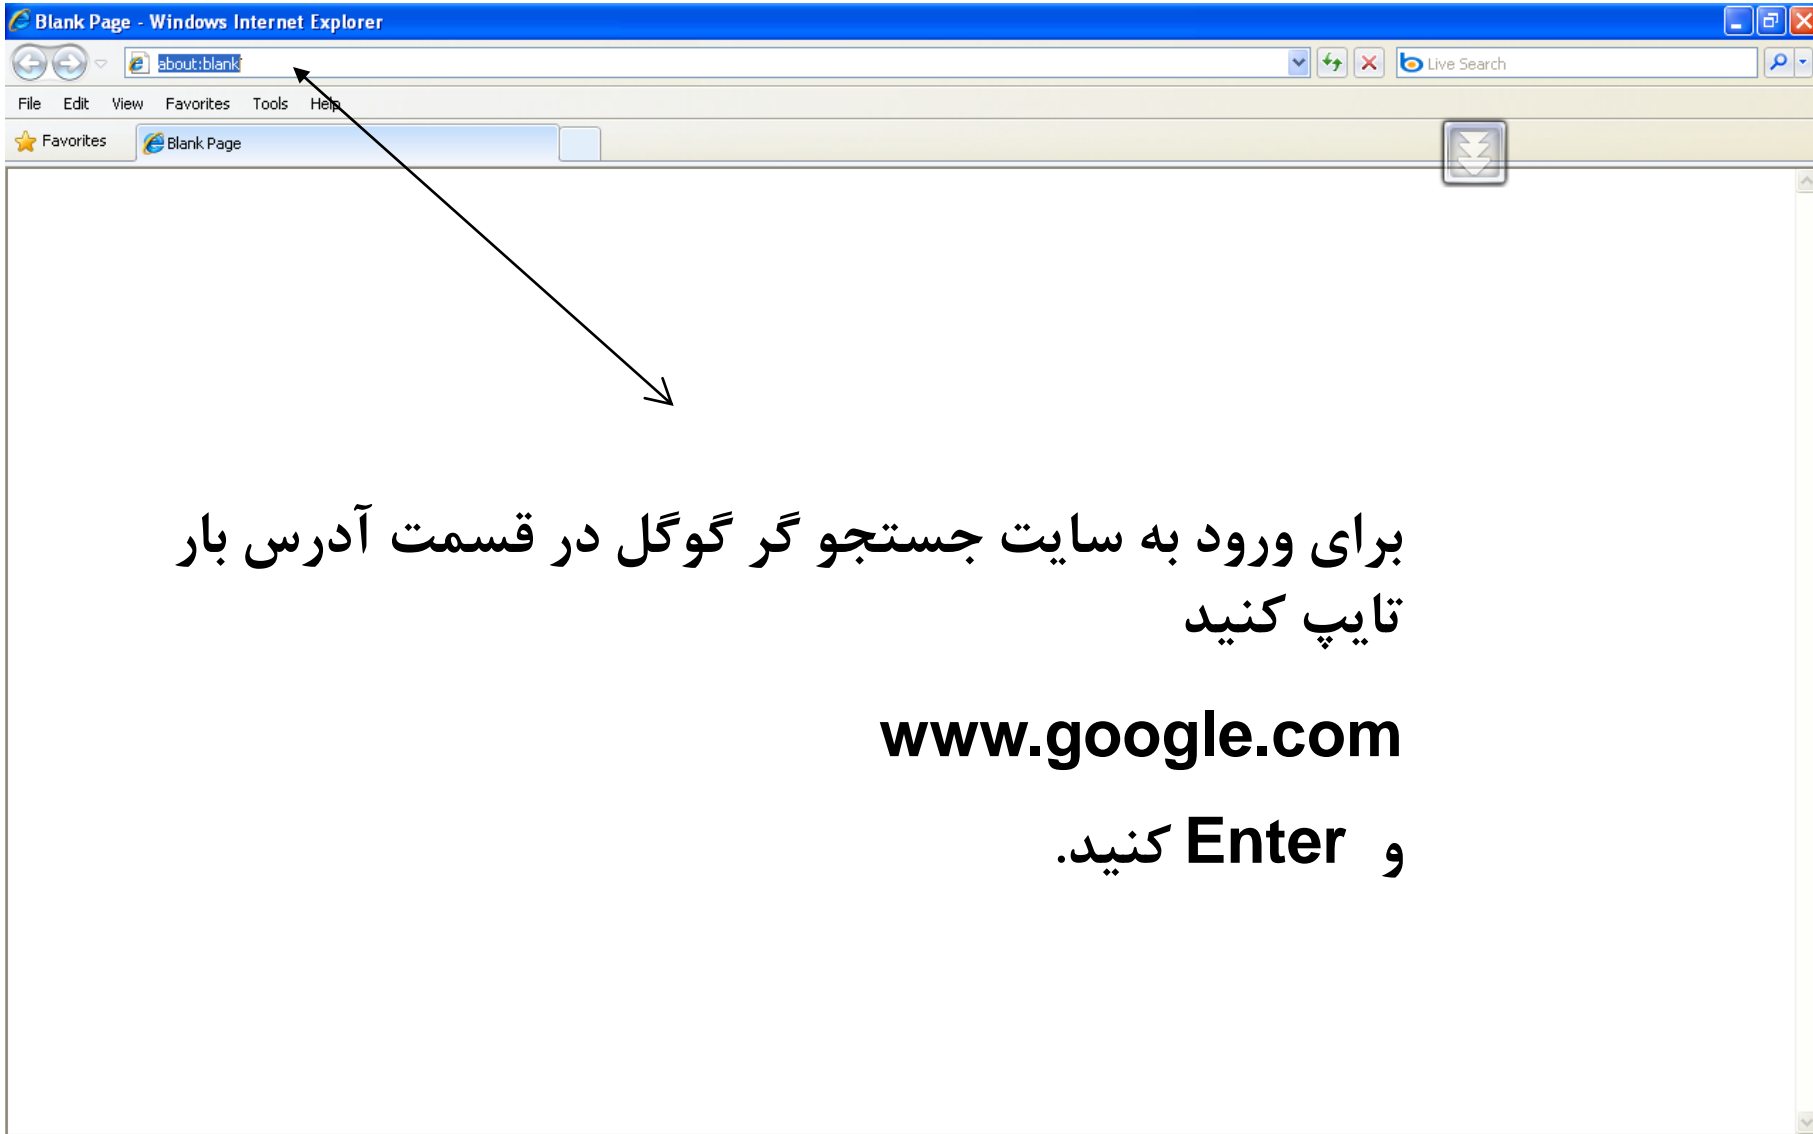 Blank Page - Windows Internet Explorer
about:blank
Live Search
File Edit View Favorites Tools Help
Favorites Blank Page
برای ورود به سایت جستجو گر گوگل در قسمت آدرس بار
تایپ کنید
www.google.com
و Enter کنید.